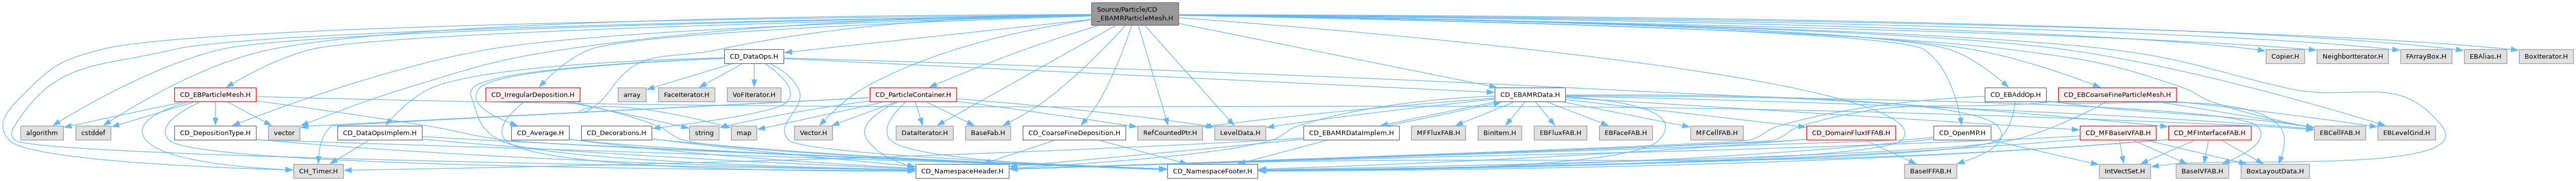 Source/Particle/CD
_EBAMRParticleMesh.H
CD_DataOps.H
Copier.H
NeighborIterator.H
FArrayBox.H
EBAlias.H
BoxIterator.H
CD_EBParticleMesh.H
array
FaceIterator.H
VoFIterator.H
CD_IrregularDeposition.H
CD_ParticleContainer.H
CD_EBAMRData.H
CD_EBAddOp.H
CD_EBCoarseFineParticleMesh.H
algorithm
cstddef
CD_DepositionType.H
vector
CD_DataOpsImplem.H
CD_Average.H
CD_Decorations.H
string
map
Vector.H
DataIterator.H
BaseFab.H
CD_CoarseFineDeposition.H
RefCountedPtr.H
LevelData.H
CD_EBAMRDataImplem.H
MFFluxFAB.H
BinItem.H
EBFluxFAB.H
EBFaceFAB.H
MFCellFAB.H
CD_DomainFluxIFFAB.H
CD_OpenMP.H
CD_MFBaseIVFAB.H
CD_MFInterfaceFAB.H
EBCellFAB.H
EBLevelGrid.H
CH_Timer.H
CD_NamespaceHeader.H
CD_NamespaceFooter.H
BaseIFFAB.H
IntVectSet.H
BaseIVFAB.H
BoxLayoutData.H